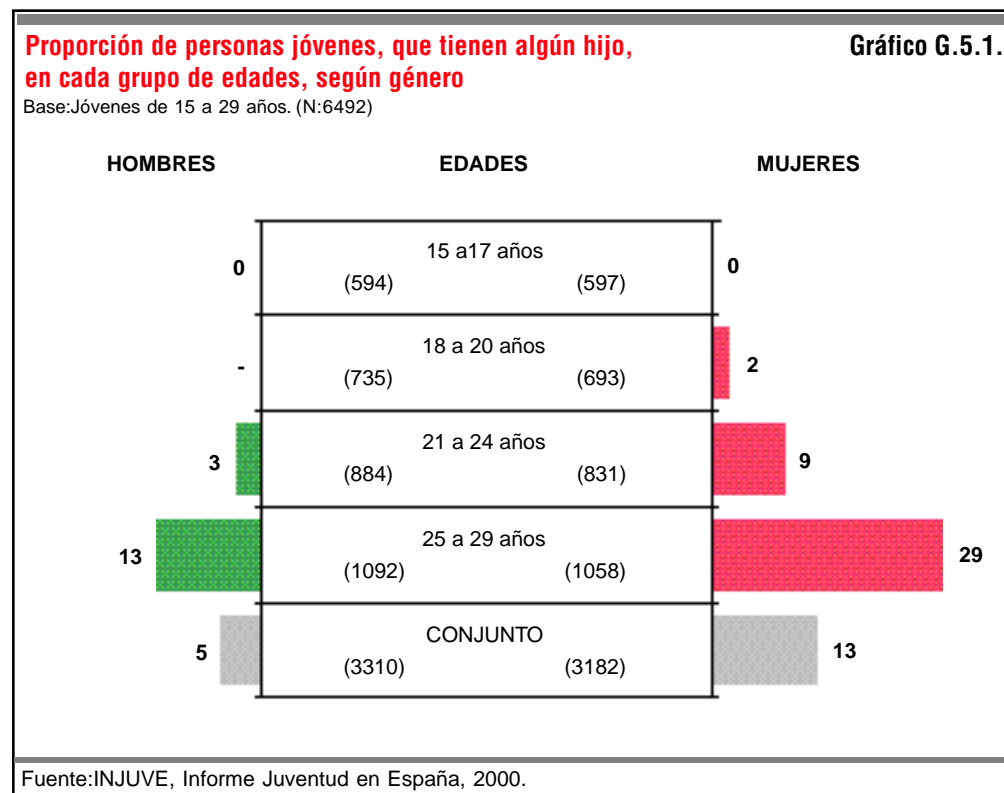 Proporción de personas jóvenes, que tienen algún hijo,
en cada grupo de edades, según género
Gráfico G.5.1.
Base:Jóvenes de 15 a 29 años. (N:6492)
HOMBRES EDADES MUJERES
15 a17 años
0 (594) (597) 0
18 a 20 años
- (735) (693) 2
21 a 24 años
3 (884) (831) 9
25 a 29 años
13 (1092) (1058) 29
CONJUNTO
5 (3310) (3182) 13
Fuente:INJUVE, Informe Juventud en España, 2000.